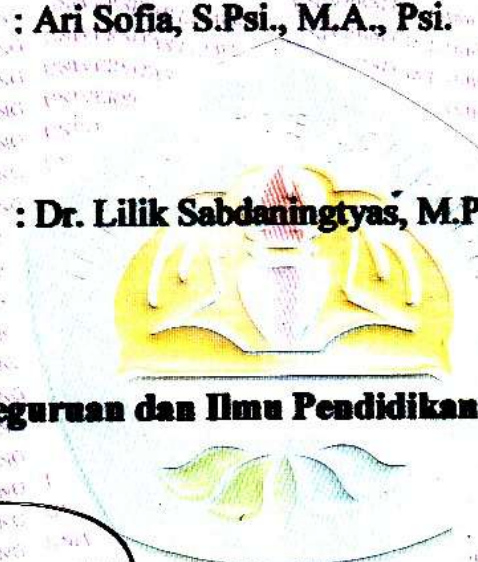 : Ari Sofia, S.Psi., M.A., Psi.
: Dr. Lilik Sabdaningtyas, M.P
eguruan dan Ilmu Pendidikan